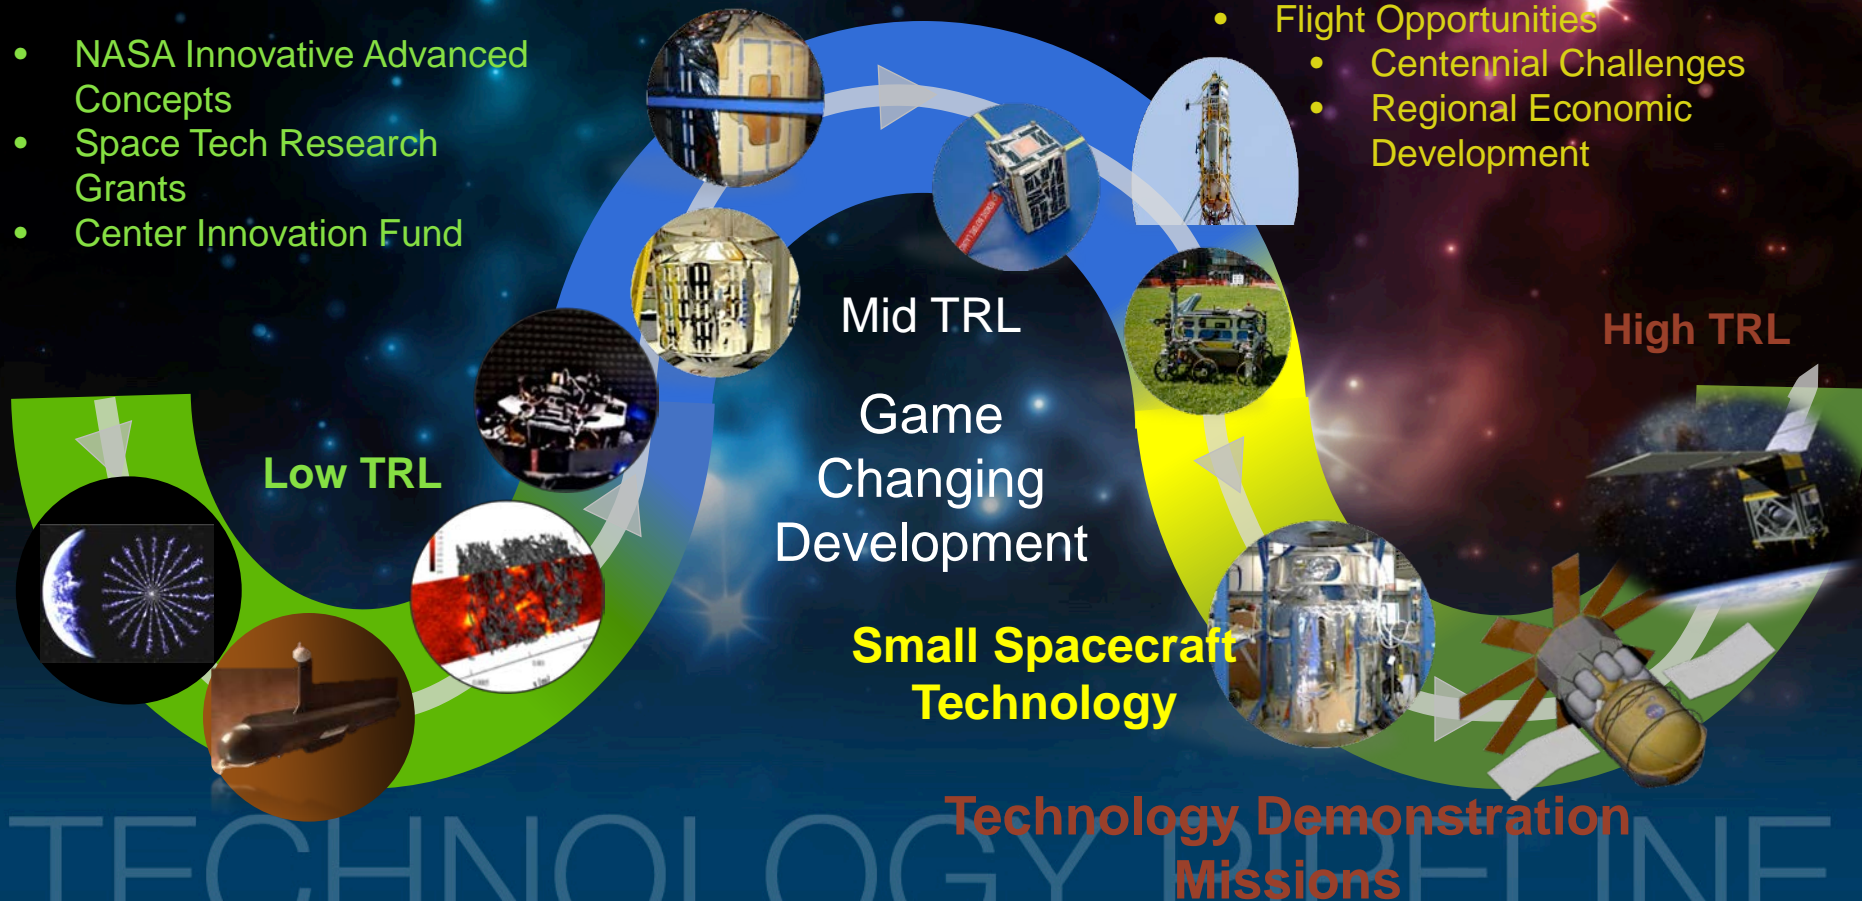 • NASA Innovative Advanced
Concepts
• Space Tech Research
Grants
• Center Innovation Fund
• Flight Opportunities
• Centennial Challenges
• Regional Economic
Development
Low TRL
Mid TRL
Game
Changing
Development
High TRL
Small Spacecraft
Technology
Technology Demonstration
Missions
TECHNOLOGY PIPELINE